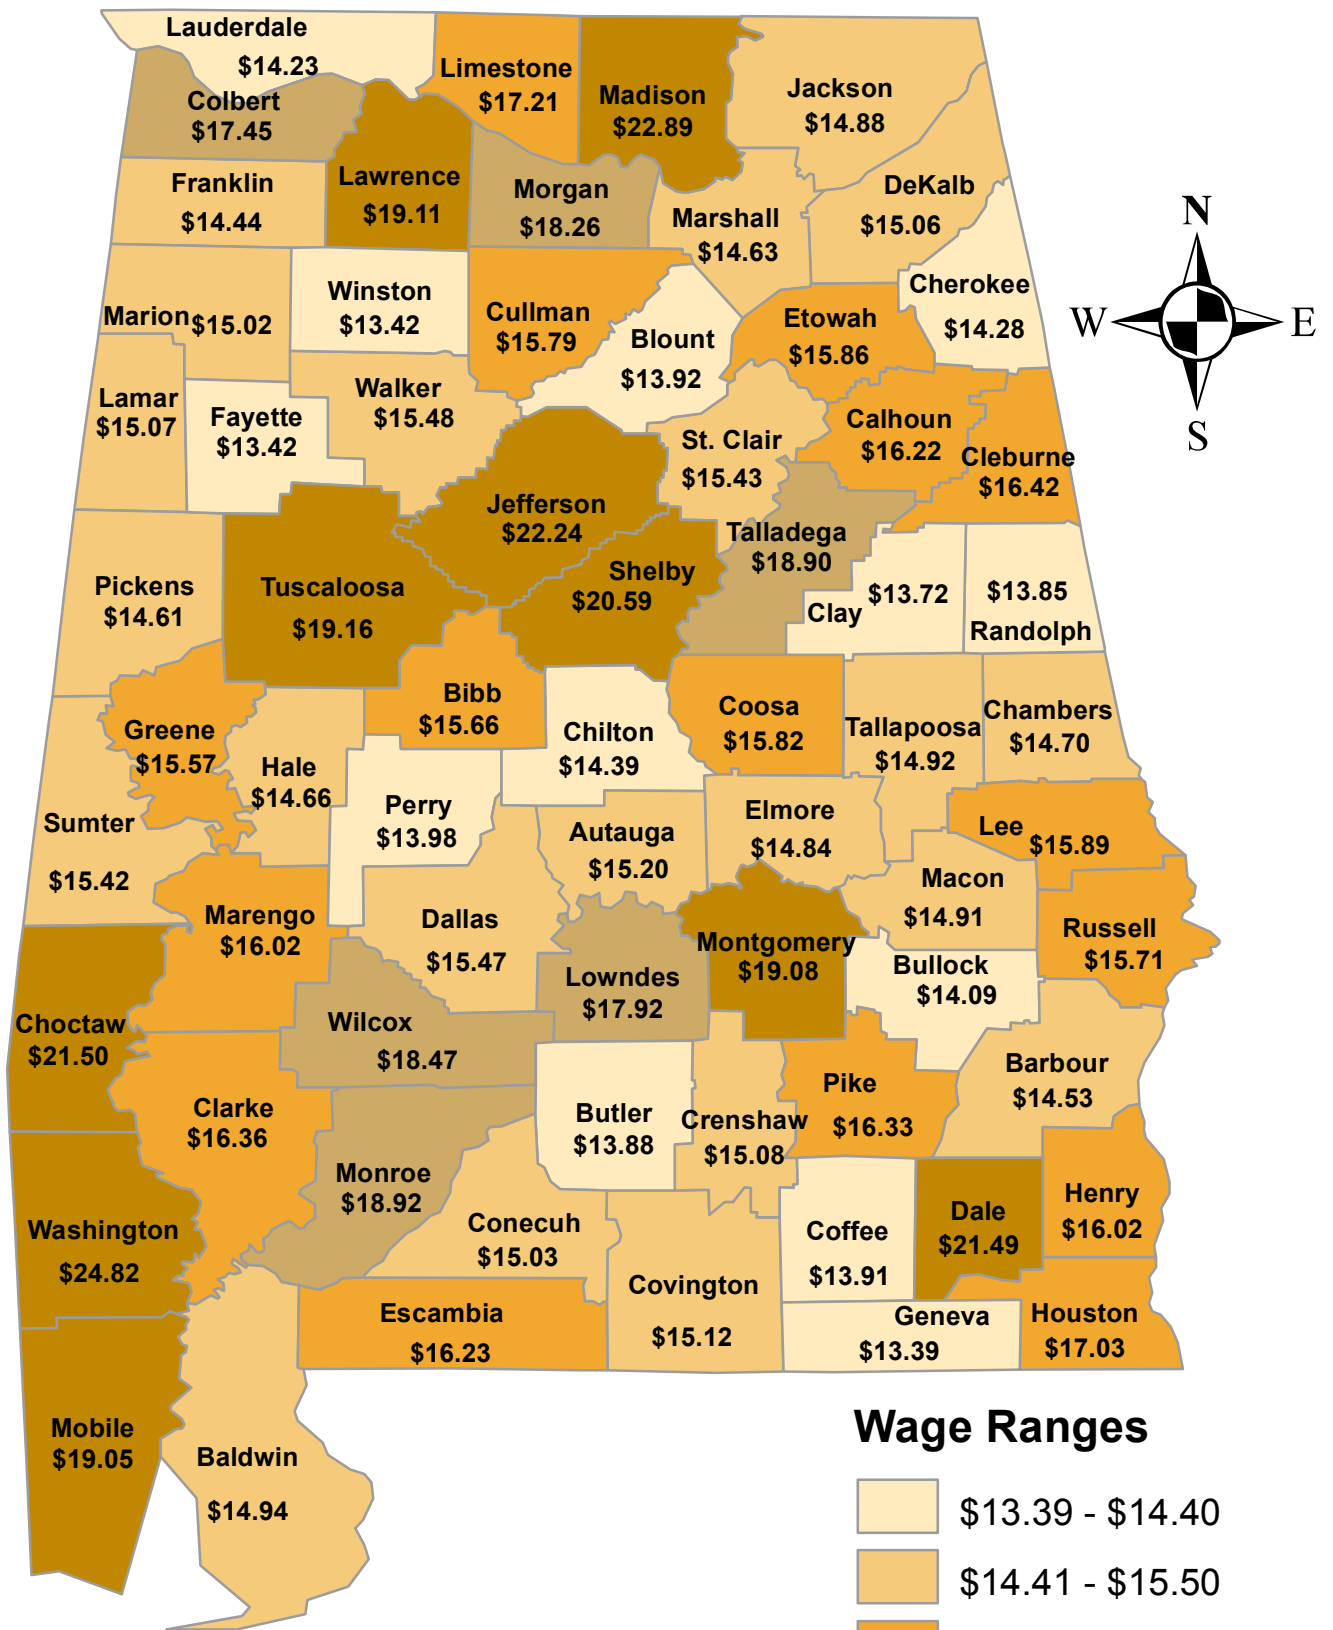 Lauderdale
$14.23
Limestone
$17.21
Madison
$22.89
Jackson
$14.88
Colbert
$17.45
Lawrence
$19.11
Franklin
$14.44
Morgan
$18.26
Marshall
$14.63
DeKalb
$15.06
N
W
E
S
Cherokee
$14.28
Marion $15.02
Winston
$13.42
Cullman
$15.79
Blount
$13.92
Etowah
$15.86
Lamar
$15.07
Fayette
$13.42
Walker
$15.48
St. Clair
$15.43
Calhoun
$16.22
Cleburne
$16.42
Jefferson
$22.24
Talladega
$18.90
Pickens
$14.61
Tuscaloosa
$19.16
Shelby
$20.59
Clay
$13.72
$13.85
Randolph
Greene
$15.57
Hale
$14.66
Bibb
$15.66
Chilton
$14.39
Coosa
$15.82
Tallapoosa
$14.92
Chambers
$14.70
Sumter
$15.42
Perry
$13.98
Autauga
$15.20
Elmore
$14.84
Lee $15.89
Macon
$14.91
Marengo
$16.02
Dallas
$15.47
Lowndes
$17.92
Montgomery
$19.08
Bullock
$14.09
Russell
$15.71
Choctaw
$21.50
Wilcox
$18.47
Clarke
$16.36
Butler
$13.88
Crenshaw
$15.08
Pike
$16.33
Barbour
$14.53
Monroe
$18.92
Washington
$24.82
Conecuh
$15.03
Covington
$15.12
Coffee
$13.91
Dale
$21.49
Henry
$16.02
Escambia
$16.23
Geneva
$13.39
Houston
$17.03
Mobile
$19.05
Baldwin
$14.94
Wage Ranges
$13.39 - $14.40
$14.41 - $15.50